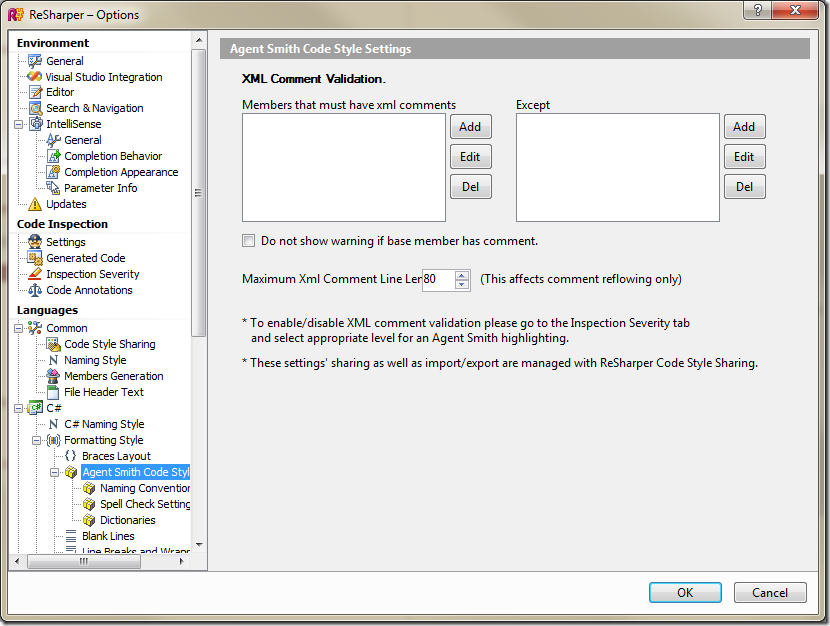 ReSharper – Options
Environment
General
Visual Studio Integration
Editor
Search & Navigation
IntelliSense
General
Completion Behavior
Completion Appearance
Parameter Info
Updates
Code Inspection
Settings
Generated Code
Inspection Severity
Code Annotations
Languages
Common
Code Style Sharing
Naming Style
Members Generation
File Header Text
C#
C# Naming Style
Formatting Style
Braces Layout
Agent Smith Code Styl
Naming Convention
Spell Check Setting
Dictionaries
Blank Lines
Line Breaks and Wrapp
Agent Smith Code Style Settings
XML Comment Validation.
Members that must have xml comments
Add
Edit
Del
Except
Add
Edit
Del
Do not show warning if base member has comment.
Maximum Xml Comment Line Ler 80 (This affects comment reflowing only)
* To enable/disable XML comment validation please go to the Inspection Severity tab
and select appropriate level for an Agent Smith highlighting.
* These settings' sharing as well as import/export are managed with ReSharper Code Style Sharing.
OK
Cancel